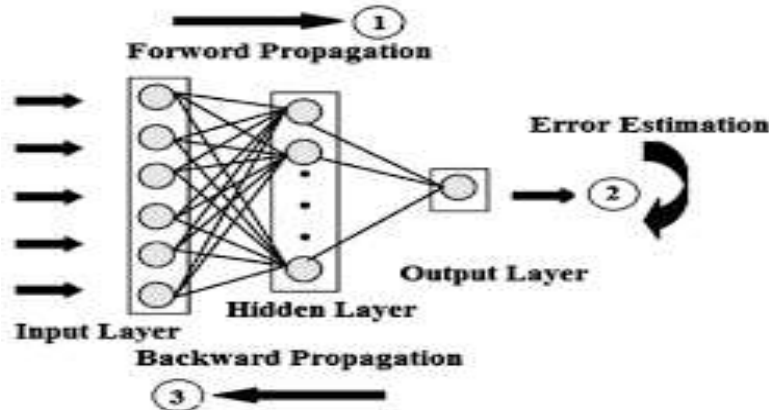 1
Forword Propagation
Error Estimation
2
Output Layer
Hidden Layer
Input Layer
Backward Propagation
3